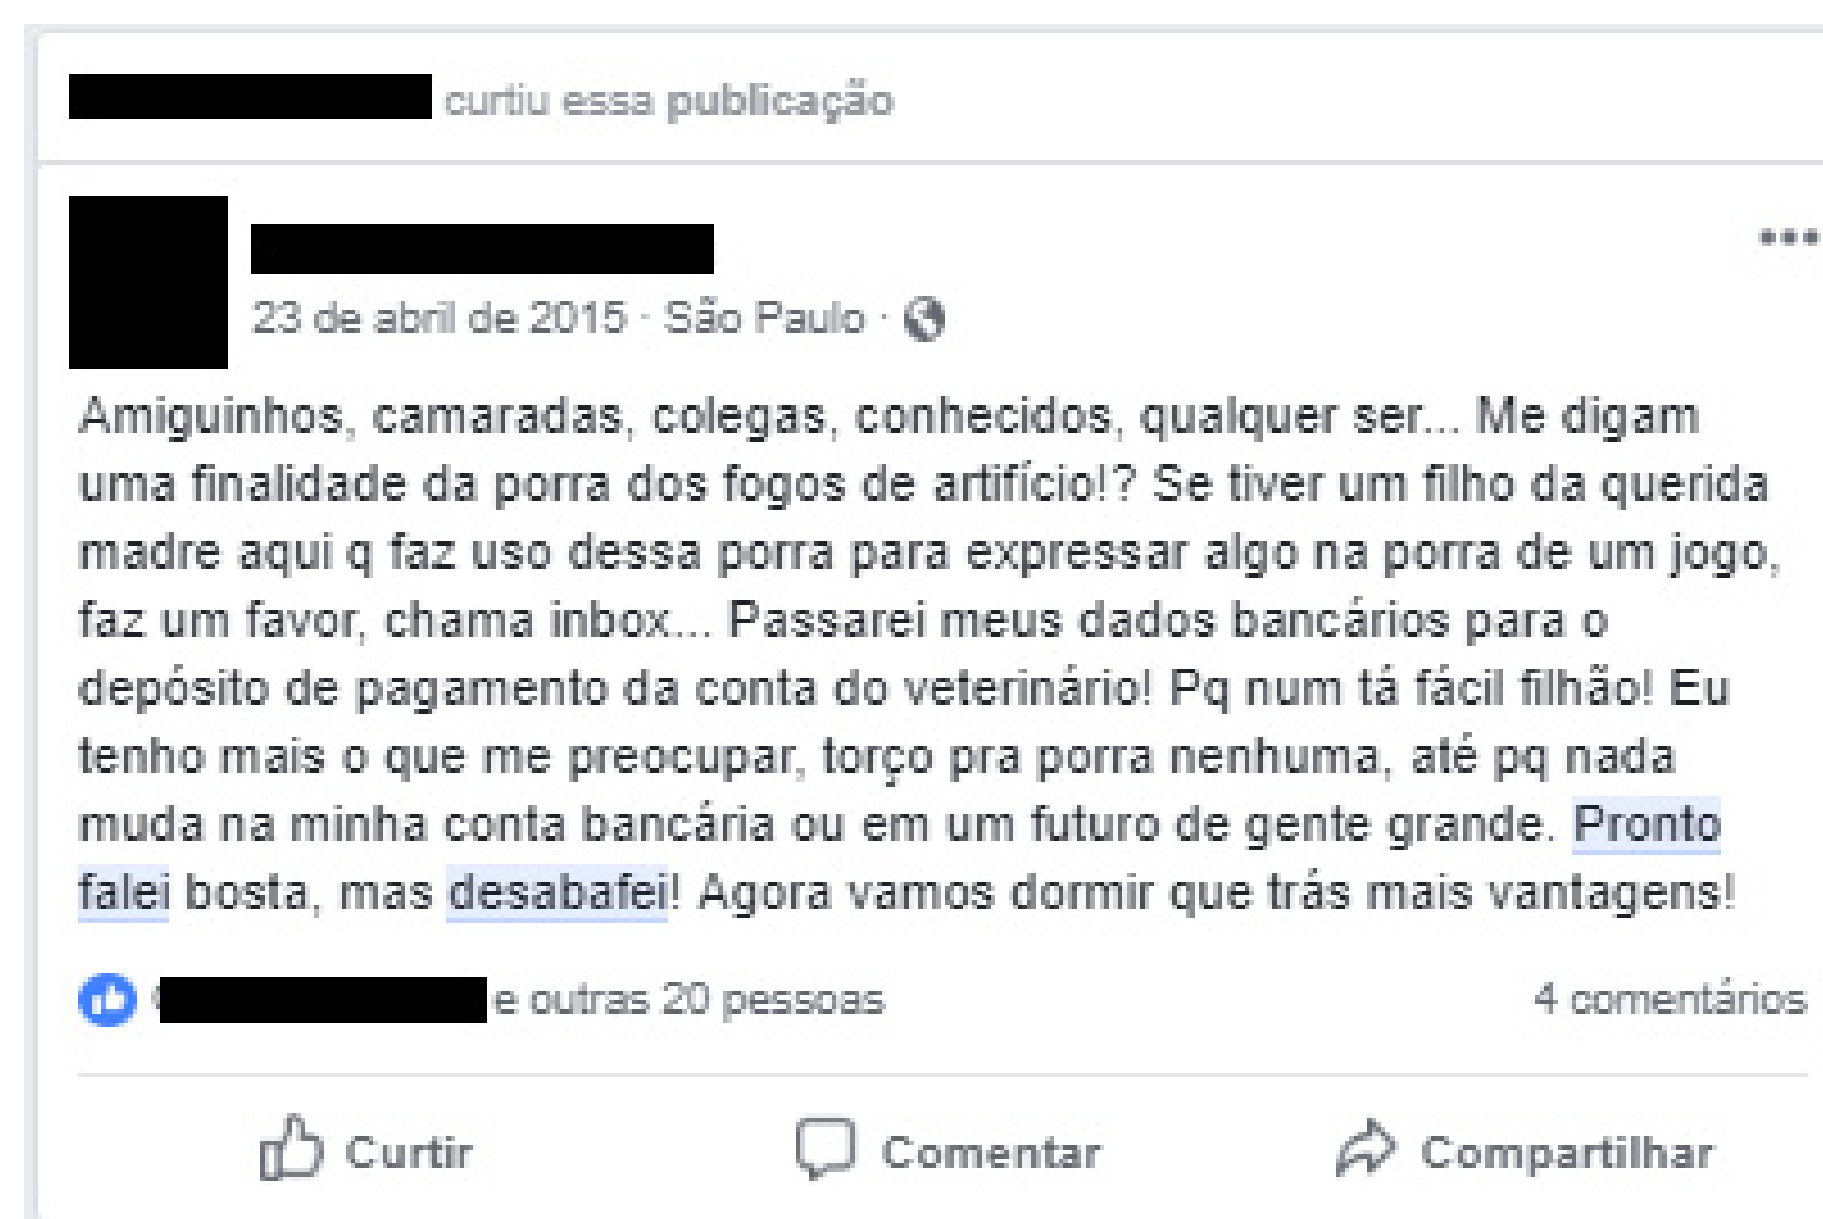 curtiu essa publicação
•••
23 de abril de 2015 · São Paulo ·
Amiguinhos, camaradas, colegas, conhecidos, qualquer ser... Me digam
uma finalidade da porra dos fogos de artifício!? Se tiver um filho da querida
madre aqui q faz uso dessa porra para expressar algo na porra de um jogo,
faz um favor, chama inbox... Passarei meus dados bancários para o
depósito de pagamento da conta do veterinário! Pq num tá fácil filhão! Eu
tenho mais o que me preocupar, torço pra porra nenhuma, até pq nada
muda na minha conta bancária ou em um futuro de gente grande. Pronto
falei bosta, mas desabafei! Agora vamos dormir que trás mais vantagens!
e outras 20 pessoas 4 comentários
Curtir Comentar Compartilhar